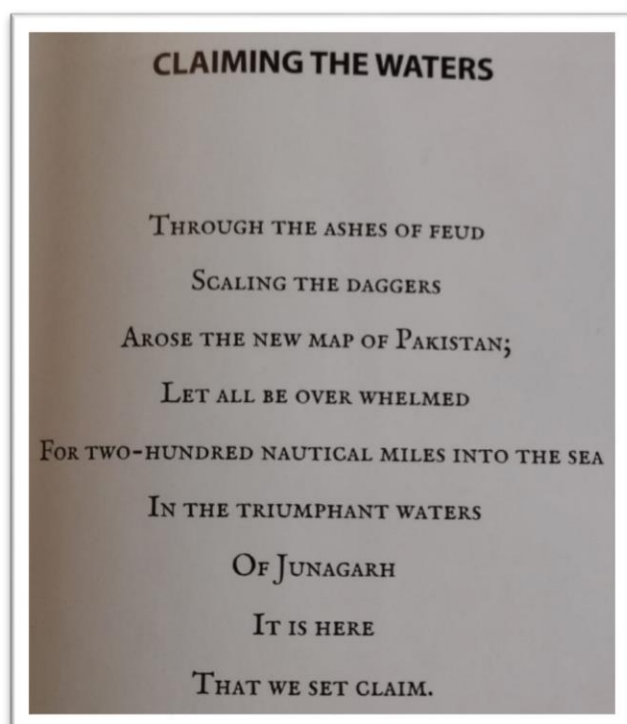 CLAIMING THE WATERS
THROUGH THE ASHES OF FEUD
SCALING THE DAGGERS
AROSE THE NEW MAP OF PAKISTAN;
LET ALL BE OVER WHELMED
FOR TWO-HUNDRED NAUTICAL MILES INTO THE SEA
IN THE TRIUMPHANT WATERS
OF JUNAGARH
IT IS HERE
THAT WE SET CLAIM.